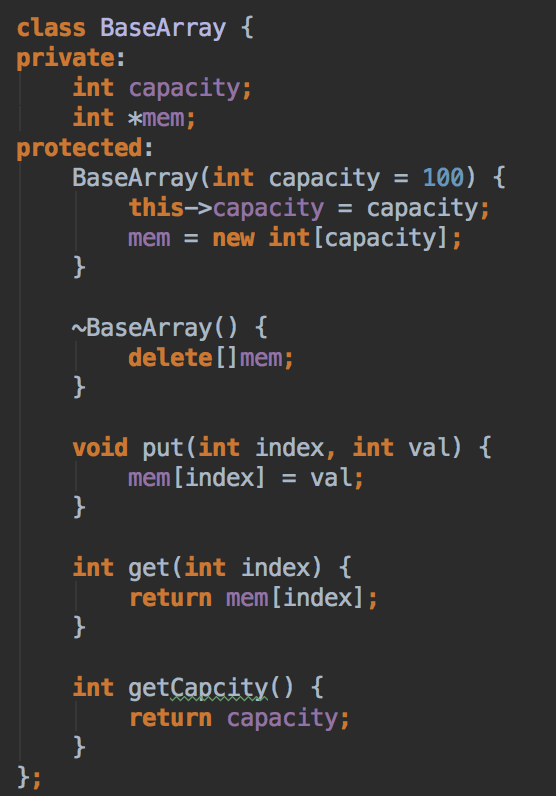 class BaseArray {
private:
    int capacity;
    int *mem;
protected:
    BaseArray(int capacity = 100) {
        this->capacity = capacity;
        mem = new int[capacity];
    }

    ~BaseArray() {
        delete[]mem;
    }

    void put(int index, int val) {
        mem[index] = val;
    }

    int get(int index) {
        return mem[index];
    }

    int getCapcity() {
        return capacity;
    }
};